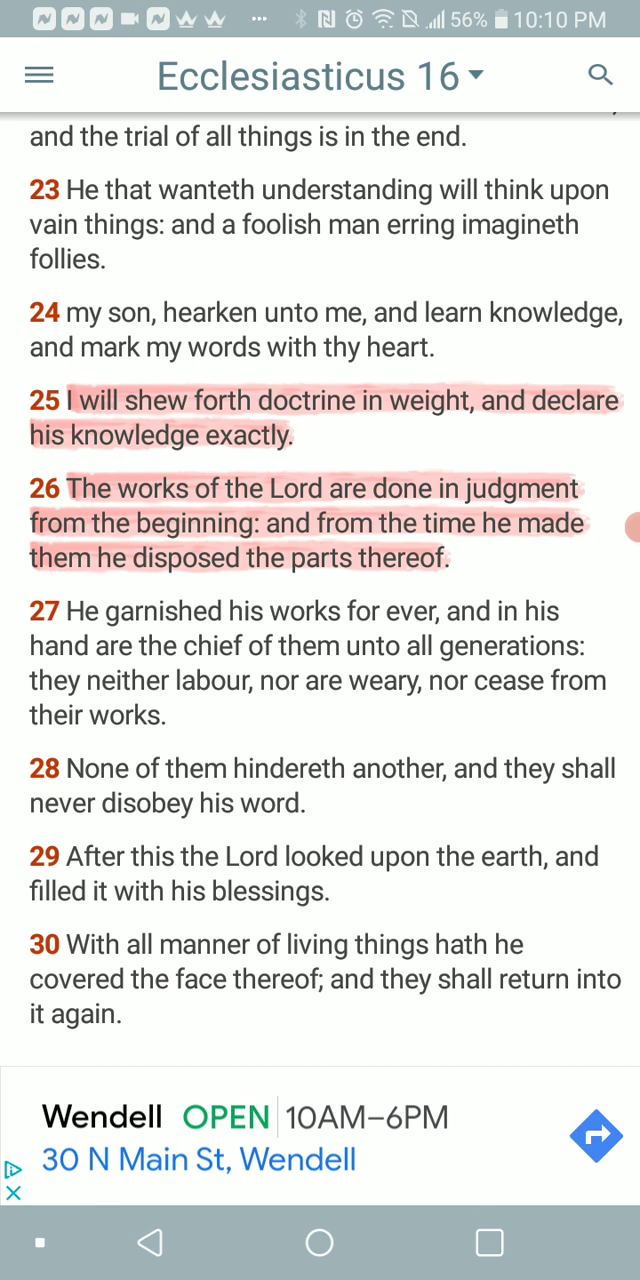 56% 10:10 PM
Ecclesiasticus 16
and the trial of all things is in the end.
23 He that wanteth understanding will think upon
vain things: and a foolish man erring imagineth
follies.
24 my son, hearken unto me, and learn knowledge,
and mark my words with thy heart.
25 I will shew forth doctrine in weight, and declare
his knowledge exactly.
26 The works of the Lord are done in judgment
from the beginning: and from the time he made
them he disposed the parts thereof.
27 He garnished his works for ever, and in his
hand are the chief of them unto all generations:
they neither labour, nor are weary, nor cease from
their works.
28 None of them hindereth another, and they shall
never disobey his word.
29 After this the Lord looked upon the earth, and
filled it with his blessings.
30 With all manner of living things hath he
covered the face thereof; and they shall return into
it again.
Wendell OPEN 10AM–6PM
30 N Main St, Wendell